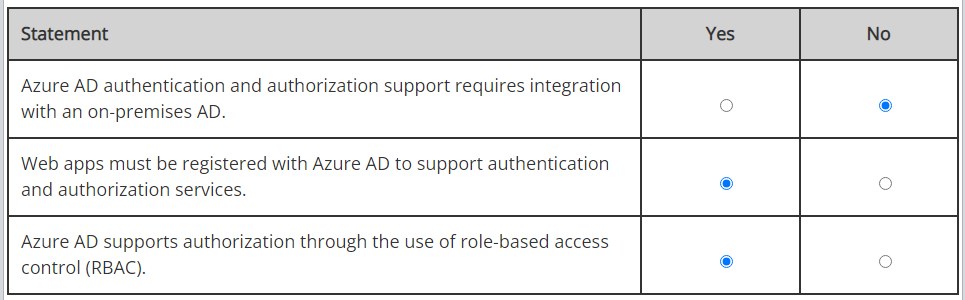 Statement
Yes
No
Azure AD authentication and authorization support requires integration
with an on-premises AD.
Web apps must be registered with Azure AD to support authentication
and authorization services.
Azure AD supports authorization through the use of role-based access
control (RBAC).